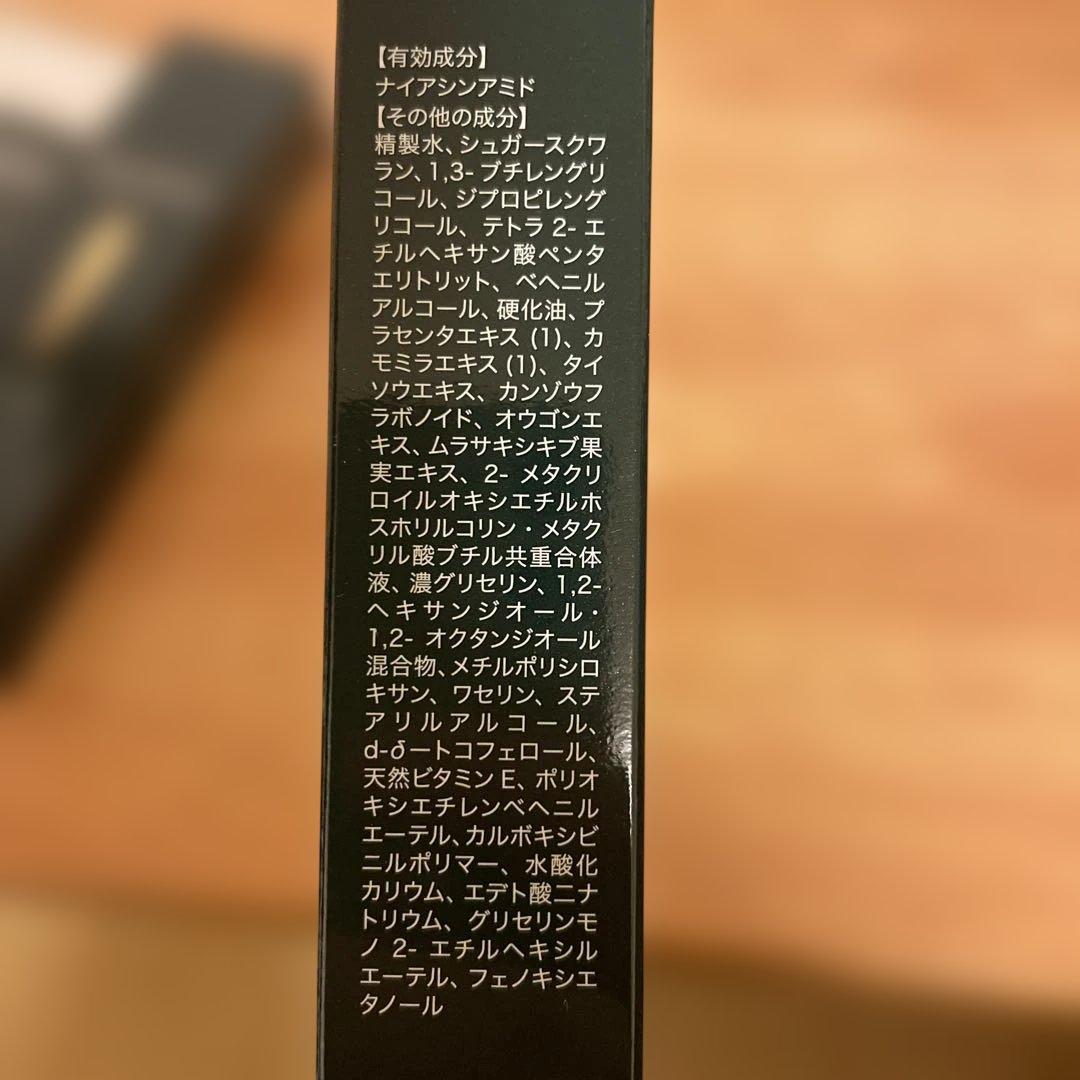 【有効成分】
ナイアシンアミド
【その他の成分】
精製水、シュガースクワ
ラン、1,3- ブチレングリ
コール、ジプロピレング
リコール、 テトラ 2- エ
チルヘキサン酸ペンタ
エリトリット、 ベヘニル
アルコール、硬化油、プ
ラセンタエキス (1)、 カ
モミラエキス (1)、 タイ
ソウエキス、 カンゾウフ
ラボノイド、 オウゴンエ
キス、ムラサキシキブ果
実エキス、 2- メタクリ
ロイルオキシエチルホ
スホリルコリン・メタク
リル酸ブチル共重合体
液、濃グリセリン、1,2-
ヘキサンジオール・
1,2- オクタンジオール
混合物、メチルポリシロ
キサン、ワセリン、ステ
アリルアルコール、
d-δートコフェロール、
天然ビタミン E、ポリオ
キシエチレンベヘニル
エーテル、カルボキシビ
ニルポリマー、 水酸化
カリウム、エデト酸二ナ
トリウム、グリセリンモ
ノ 2- エチルヘキシル
エーテル、フェノキシエ
タノール